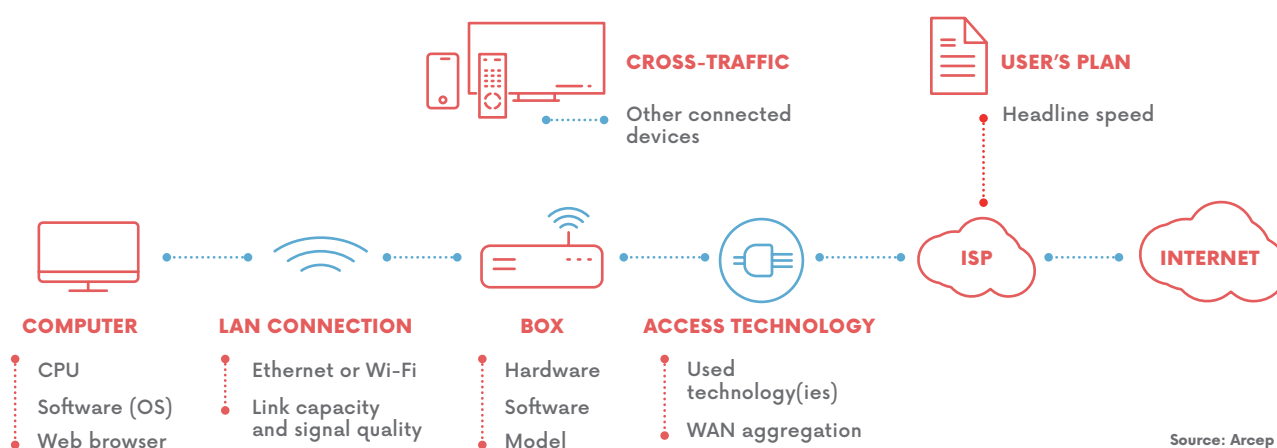 CROSS-TRAFFIC
Other connected
devices
USER'S PLAN
Headline speed
ISP
INTERNET
COMPUTER
CPU
Software (OS)
Web browser
LAN CONNECTION
Ethernet or Wi-Fi
Link capacity
and signal quality
BOX
Hardware
Software
Model
ACCESS TECHNOLOGY
Used
technology(ies)
WAN aggregation
Source: Arcep